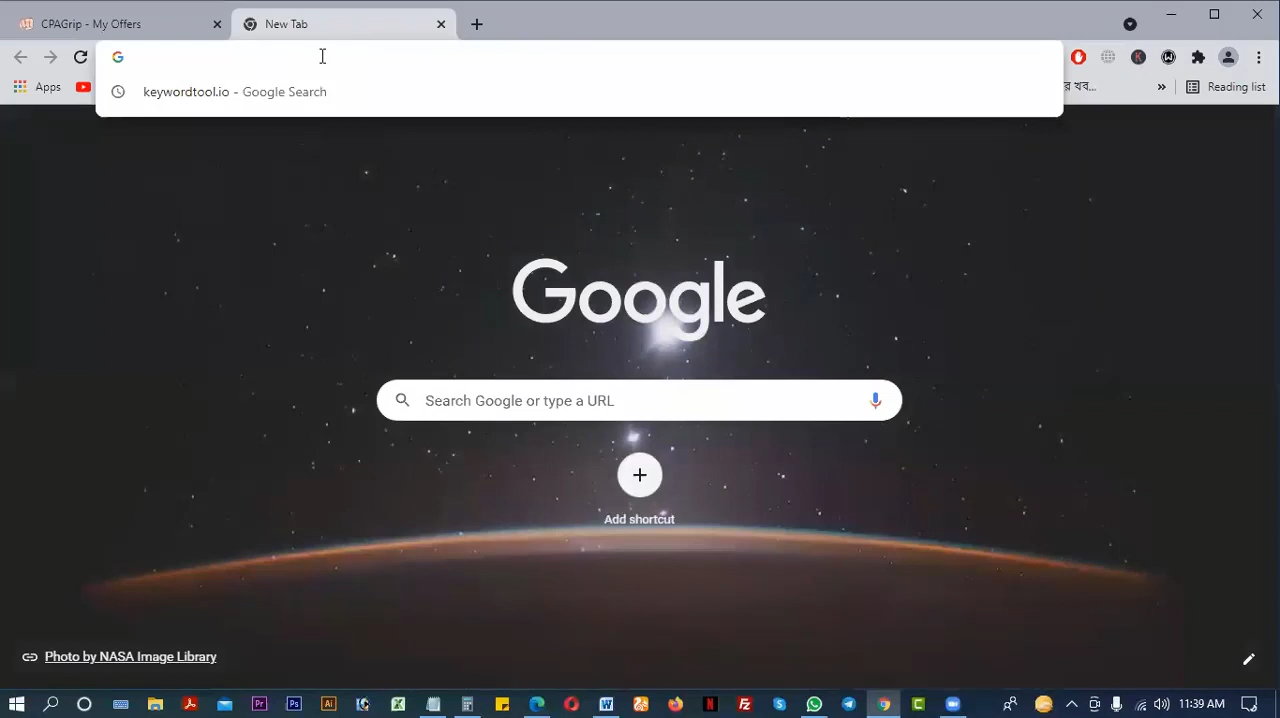 CPAGrip - My Offers
New Tab
keywordtool.io - Google Search
Apps
র খব...
»
Reading list
Google
Search Google or type a URL
Add shortcut
Photo by NASA Image Library
11:39 AM